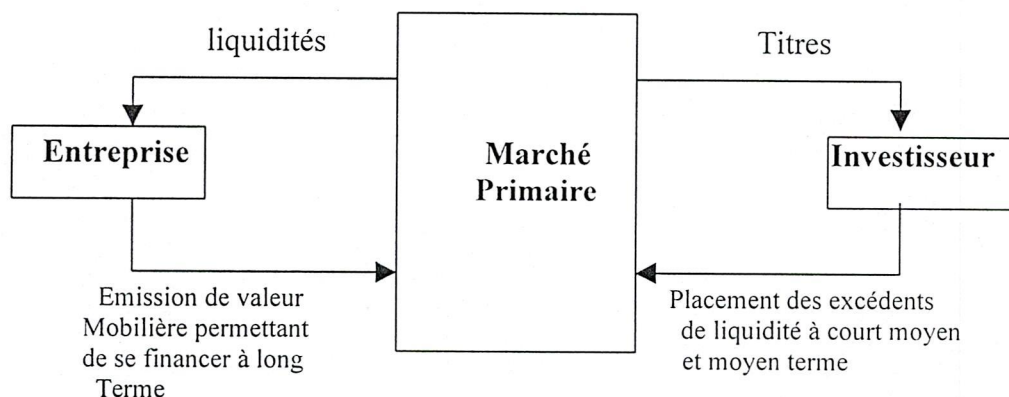 liquidités
Titres
Entreprise
Marché
Primaire
Investisseur
Emission de valeur
Mobilière permettant
de se financer à long
Terme
Placement des excédents
de liquidité à court moyen
et moyen terme